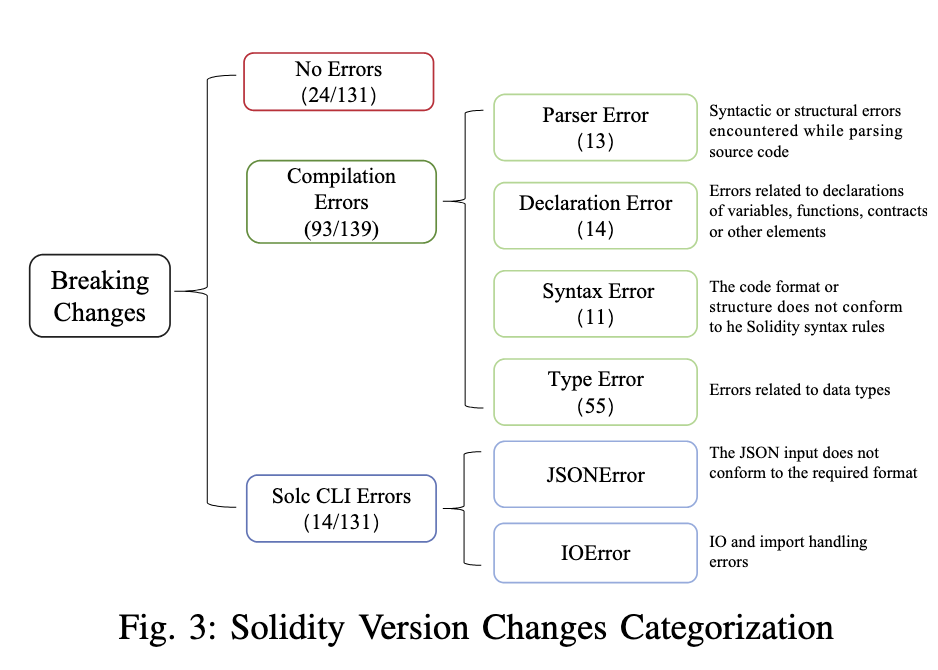 No Errors
(24/131)
Parser Error
(13)
Syntactic or structural errors
encountered while parsing
source code
Compilation
Errors
(93/139)
Declaration Error
(14)
Errors related to declarations
of variables, functions, contracts
or other elements
Breaking
Changes
Syntax Error
(11)
The code format or
structure does not conform
to he Solidity syntax rules
Type Error
(55)
Errors related to data types
Solc CLI Errors
(14/131)
JSONError
The JSON input does not
conform to the required format
IOError
IO and import handling
errors
Fig. 3: Solidity Version Changes Categorization